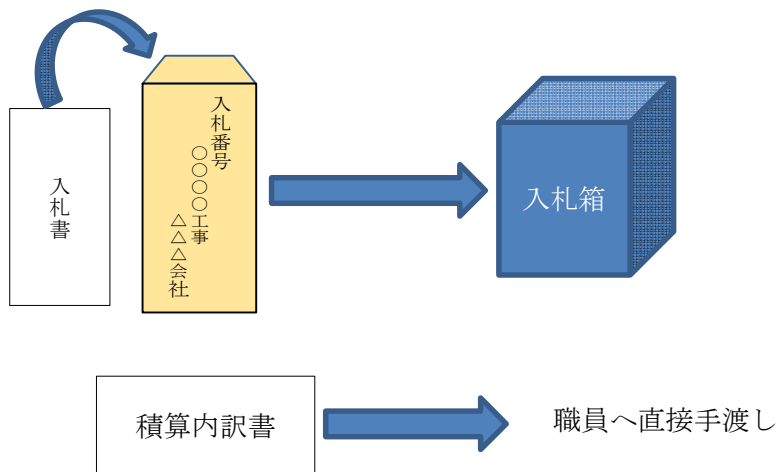 入札書
入札番号
○○○○工事
△△△会社
入札箱
積算内訳書
職員へ直接手渡し